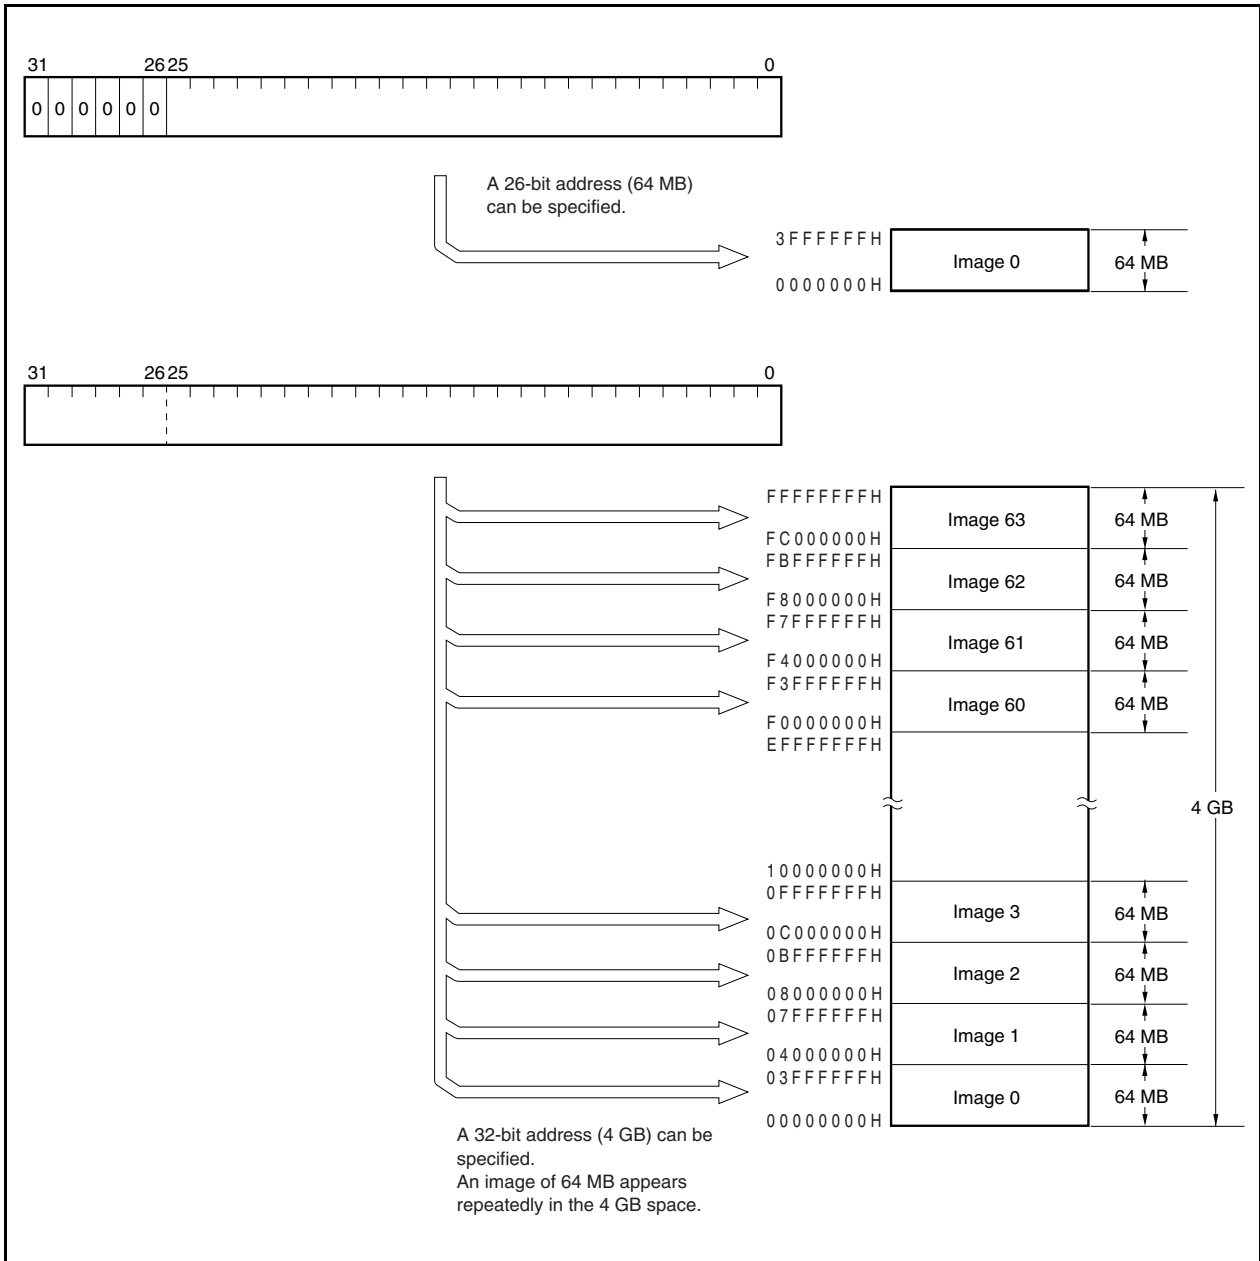 31 26 25 0
0 0 0 0 0 0
A 26-bit address (64 MB)
can be specified.
3FFFFFFH
Image 0
64 MB
0000000H
31 26 25 0
FFFFFFFFH
Image 63
64 MB
FC000000H
FBFFFFFFH
Image 62
64 MB
F8000000H
F7FFFFFFH
Image 61
64 MB
F4000000H
F3FFFFFFH
Image 60
64 MB
F0000000H
EFFFFFFFH
4 GB
10000000H
0FFFFFFFH
Image 3
64 MB
0C000000H
0BFFFFFFH
Image 2
64 MB
08000000H
07FFFFFFH
Image 1
64 MB
04000000H
03FFFFFFH
Image 0
64 MB
00000000H
A 32-bit address (4 GB) can be
specified.
An image of 64 MB appears
repeatedly in the 4 GB space.